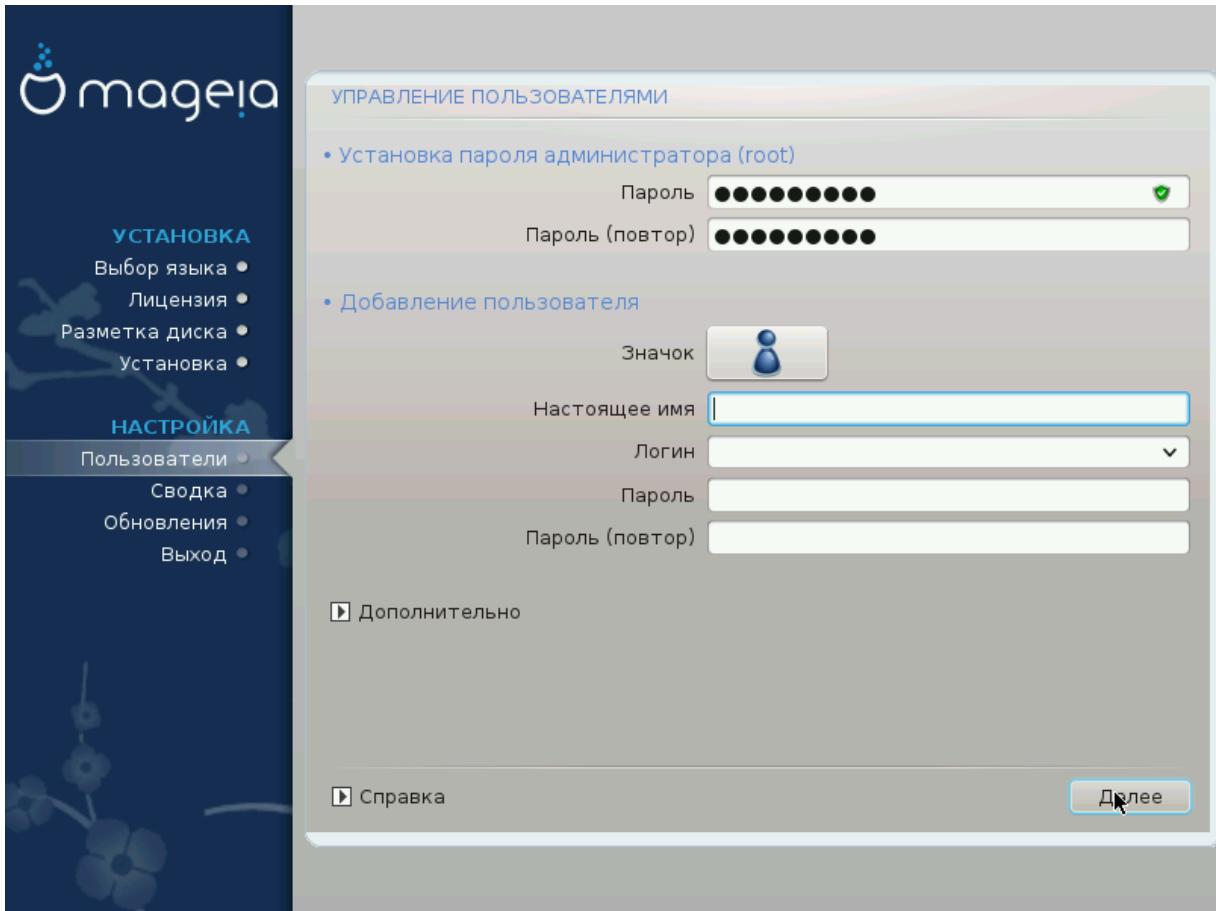 mageia
УСТАНОВКА
Выбор языка
Лицензия
Разметка диска
Установка
НАСТРОЙКА
Пользователи
Сводка
Обновления
Выход
УПРАВЛЕНИЕ ПОЛЬЗОВАТЕЛЯМИ
• Установка пароля администратора (root)
Пароль
Пароль (повтор)
• Добавление пользователя
Значок
Настоящее имя
Логин
Пароль
Пароль (повтор)
Дополнительно
Справка
Далее